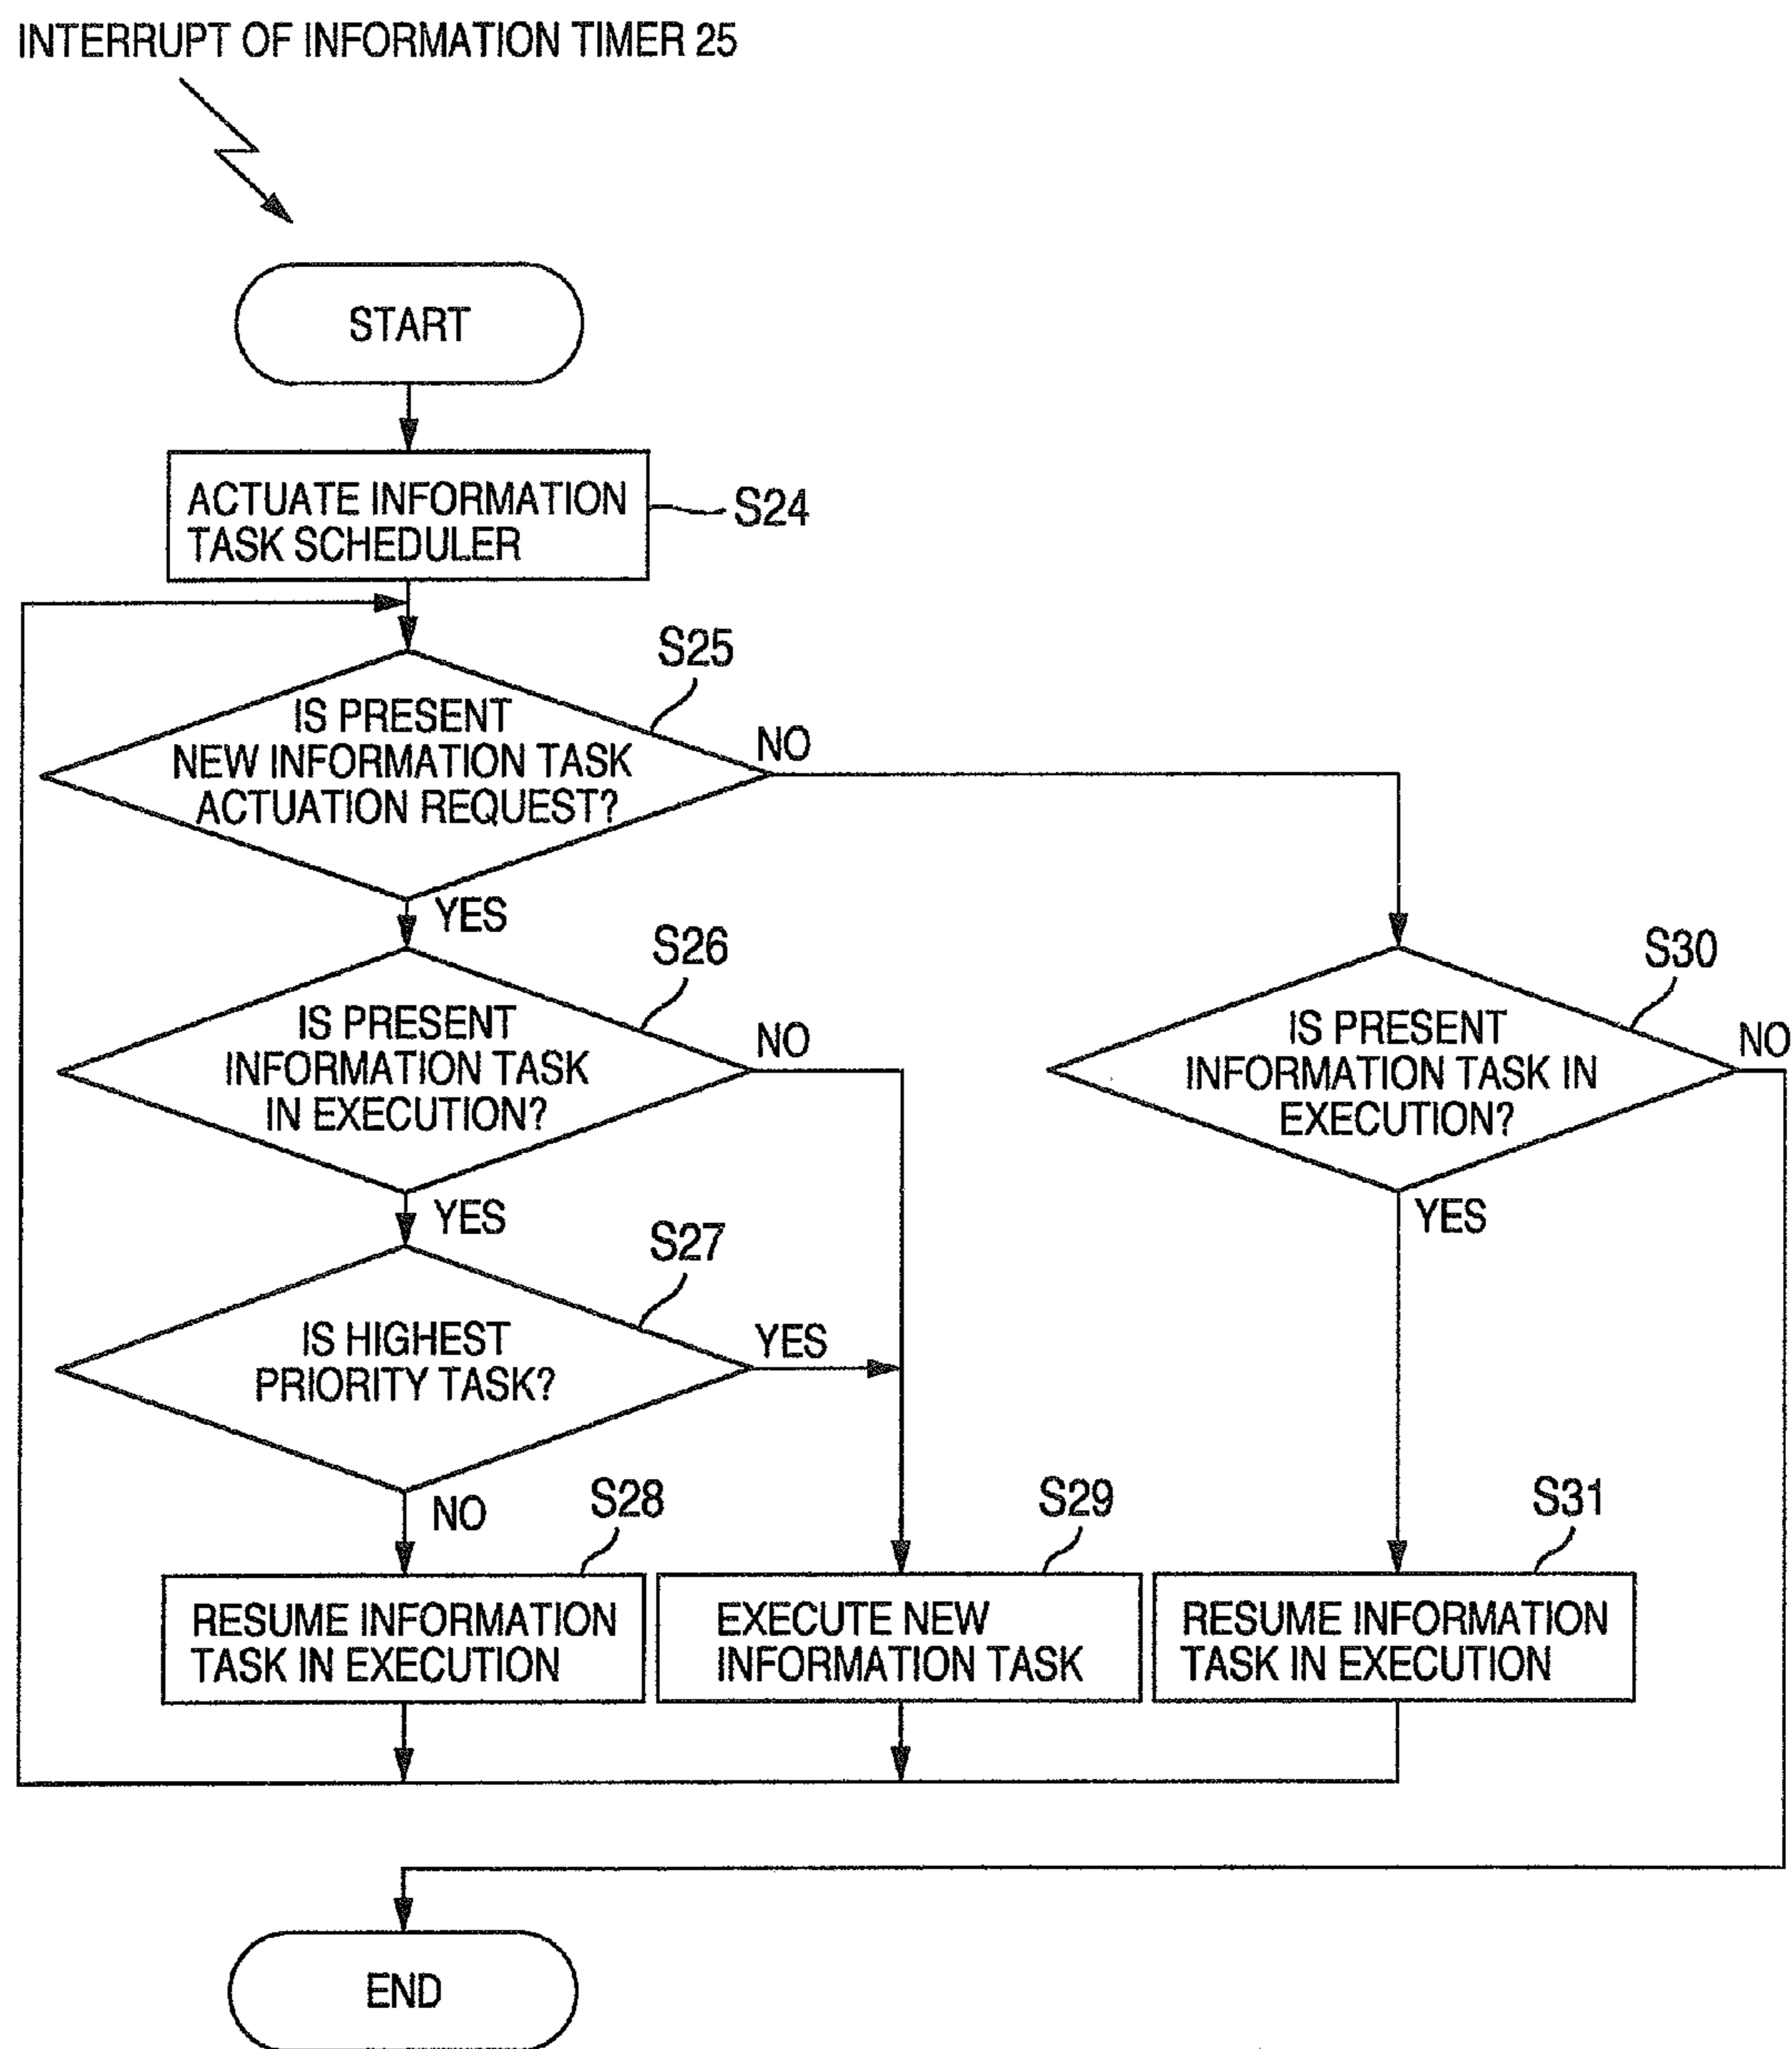 INTERRUPT OF INFORMATION TIMER 25
START
ACTUATE INFORMATION
TASK SCHEDULER
S24
S25
IS PRESENT
NEW INFORMATION TASK
ACTUATION REQUEST?
NO
YES
S26
IS PRESENT
INFORMATION TASK
IN EXECUTION?
NO
S30
IS PRESENT
INFORMATION TASK IN
EXECUTION?
NO
YES
YES
S27
IS HIGHEST
PRIORITY TASK?
YES
NO
S28
RESUME INFORMATION
TASK IN EXECUTION
S29
EXECUTE NEW
INFORMATION TASK
S31
RESUME INFORMATION
TASK IN EXECUTION
END